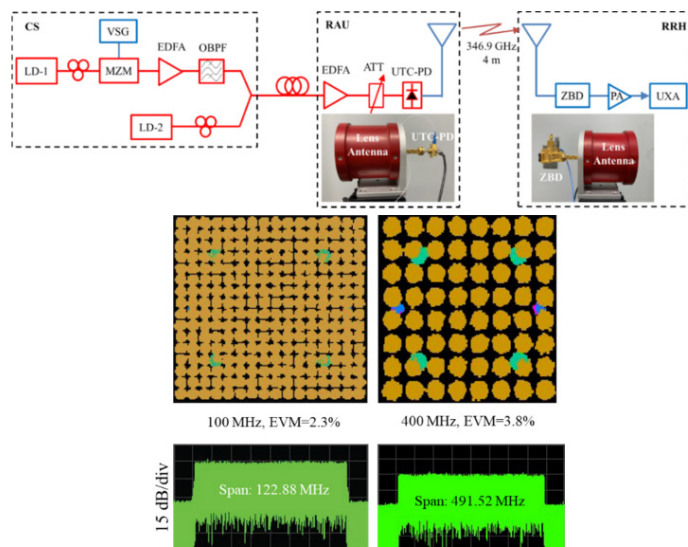 CS
VSG
EDFA
OBPF
LD-1
MZM
LD-2
RAU
EDFA
ATT
UTC-PD
346.9 GHz
4 m
RRH
ZBD
PA
UXA
Lens
Antenna
UTC-PD
Lens
Antenna
ZBD
100 MHz, EVM=2.3%
400 MHz, EVM=3.8%
15 dB/div
Span: 122.88 MHz
Span: 491.52 MHz